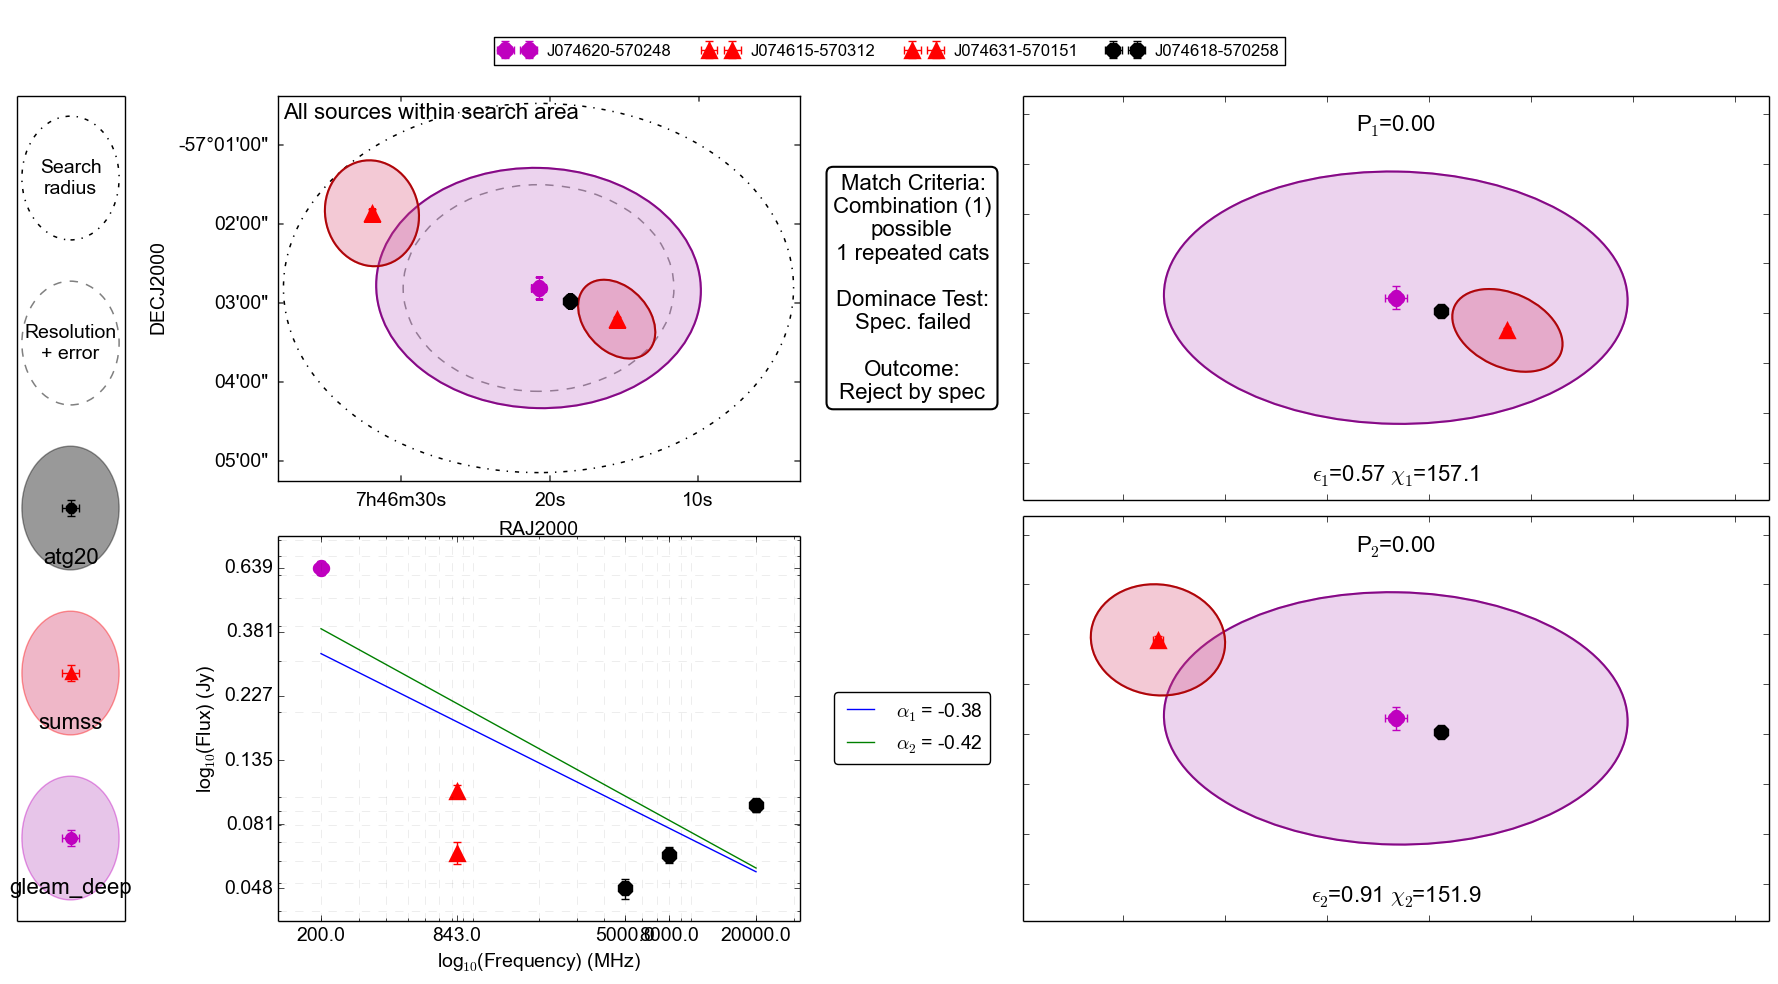 J074620-570248 J074615-570312 J074631-570151 J074618-570258
Search
radius
Resolution
+ error
atg20
sumss
gleam_deep
All sources within search area
DECJ2000
-57°01'00"
02'00"
03'00"
04'00"
05'00"
7h46m30s 20s 10s
RAJ2000
Match Criteria:
Combination (1)
possible
1 repeated cats
Dominace Test:
Spec. failed
Outcome:
Reject by spec
P₁=0.00
ϵ₁=0.57 χ₁=157.1
log₁₀(Flux) (Jy)
0.639
0.381
0.227
0.135
0.081
0.048
200.0 843.0 5000.0 8000.0 20000.0
log₁₀(Frequency) (MHz)
α₁ = -0.38
α₂ = -0.42
P₂=0.00
ϵ₂=0.91 χ₂=151.9